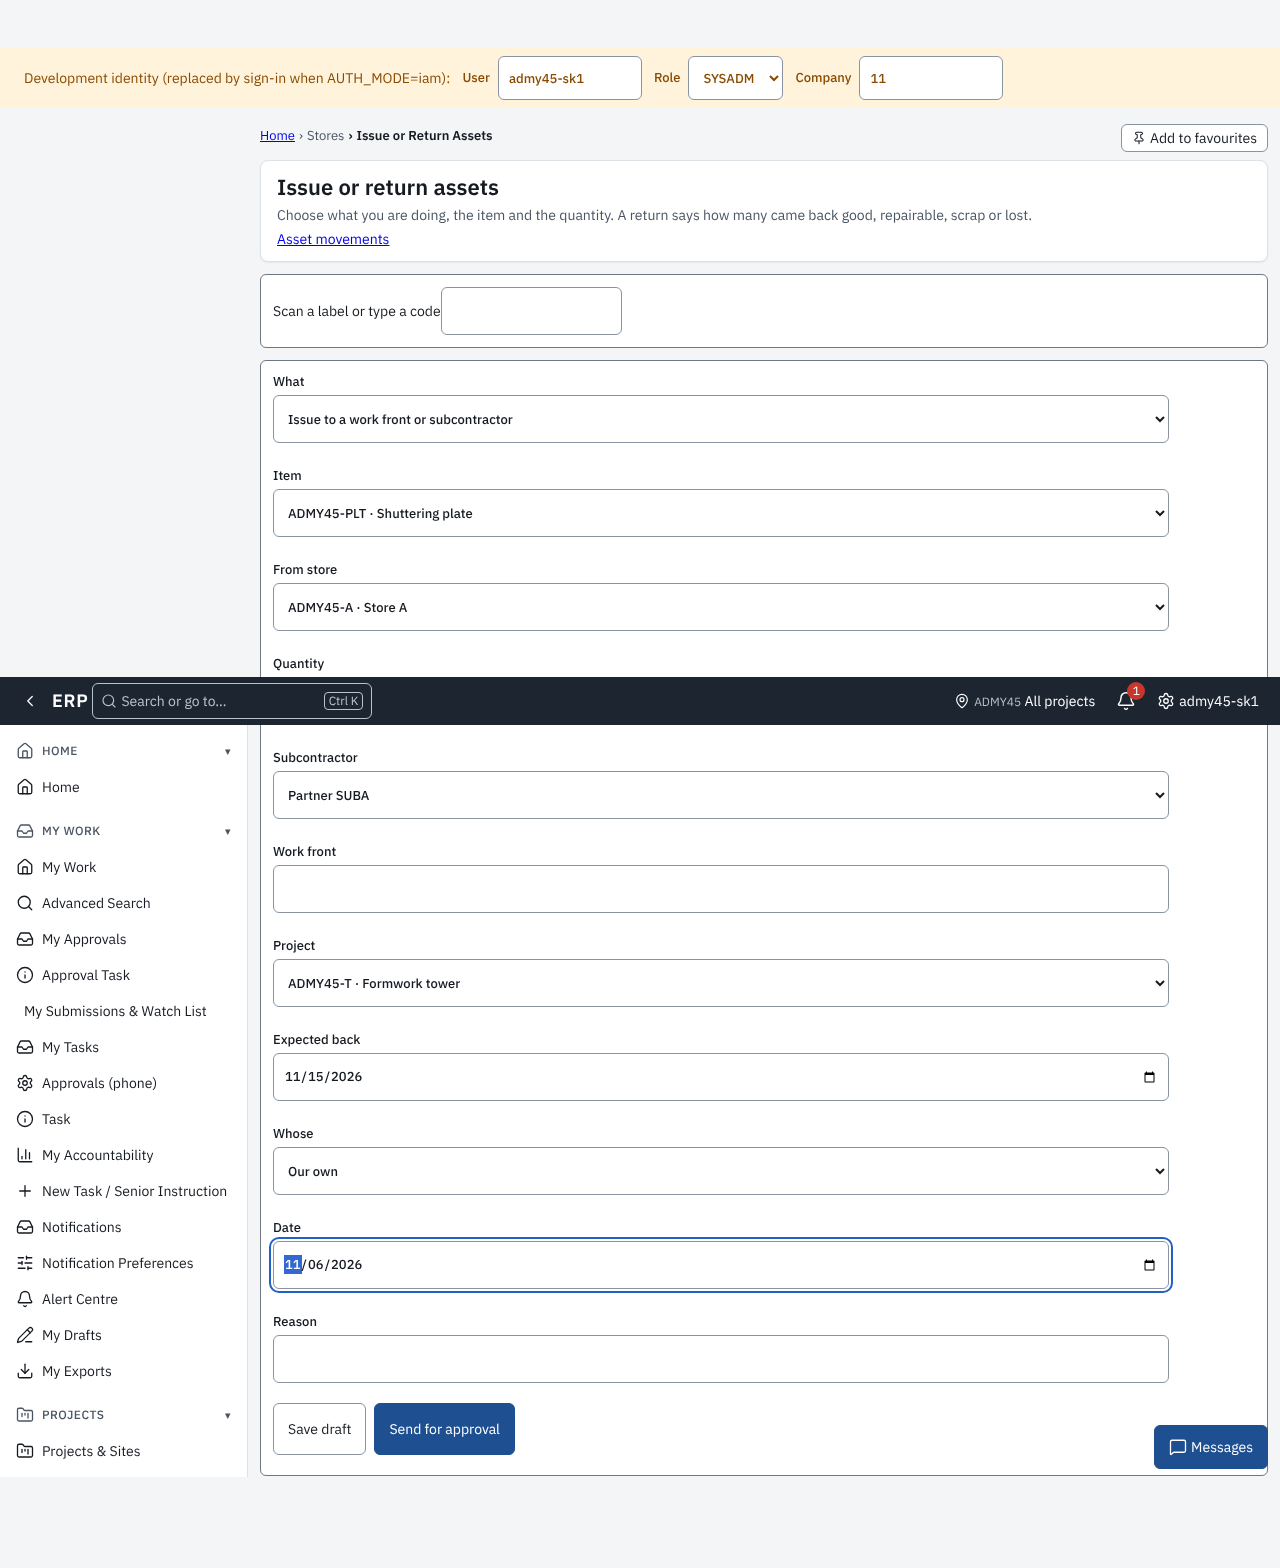 Development identity (replaced by sign-in when AUTH_MODE=iam): User admy45-sk1 Role SYSADM Company 11
Home › Stores › Issue or Return Assets
Add to favourites
Issue or return assets
Choose what you are doing, the item and the quantity. A return says how many came back good, repairable, scrap or lost.
Asset movements
Scan a label or type a code
What
Issue to a work front or subcontractor
Item
ADMY45-PLT · Shuttering plate
From store
ADMY45-A · Store A
Quantity
ERP Search or go to... Ctrl K ADMY45 All projects 1 admy45-sk1
HOME
Home
MY WORK
My Work
Advanced Search
My Approvals
Approval Task
My Submissions & Watch List
My Tasks
Approvals (phone)
Task
My Accountability
New Task / Senior Instruction
Notifications
Notification Preferences
Alert Centre
My Drafts
My Exports
PROJECTS
Projects & Sites
Subcontractor
Partner SUBA
Work front
Project
ADMY45-T · Formwork tower
Expected back
11/15/2026
Whose
Our own
Date
11/06/2026
Reason
Save draft Send for approval
Messages